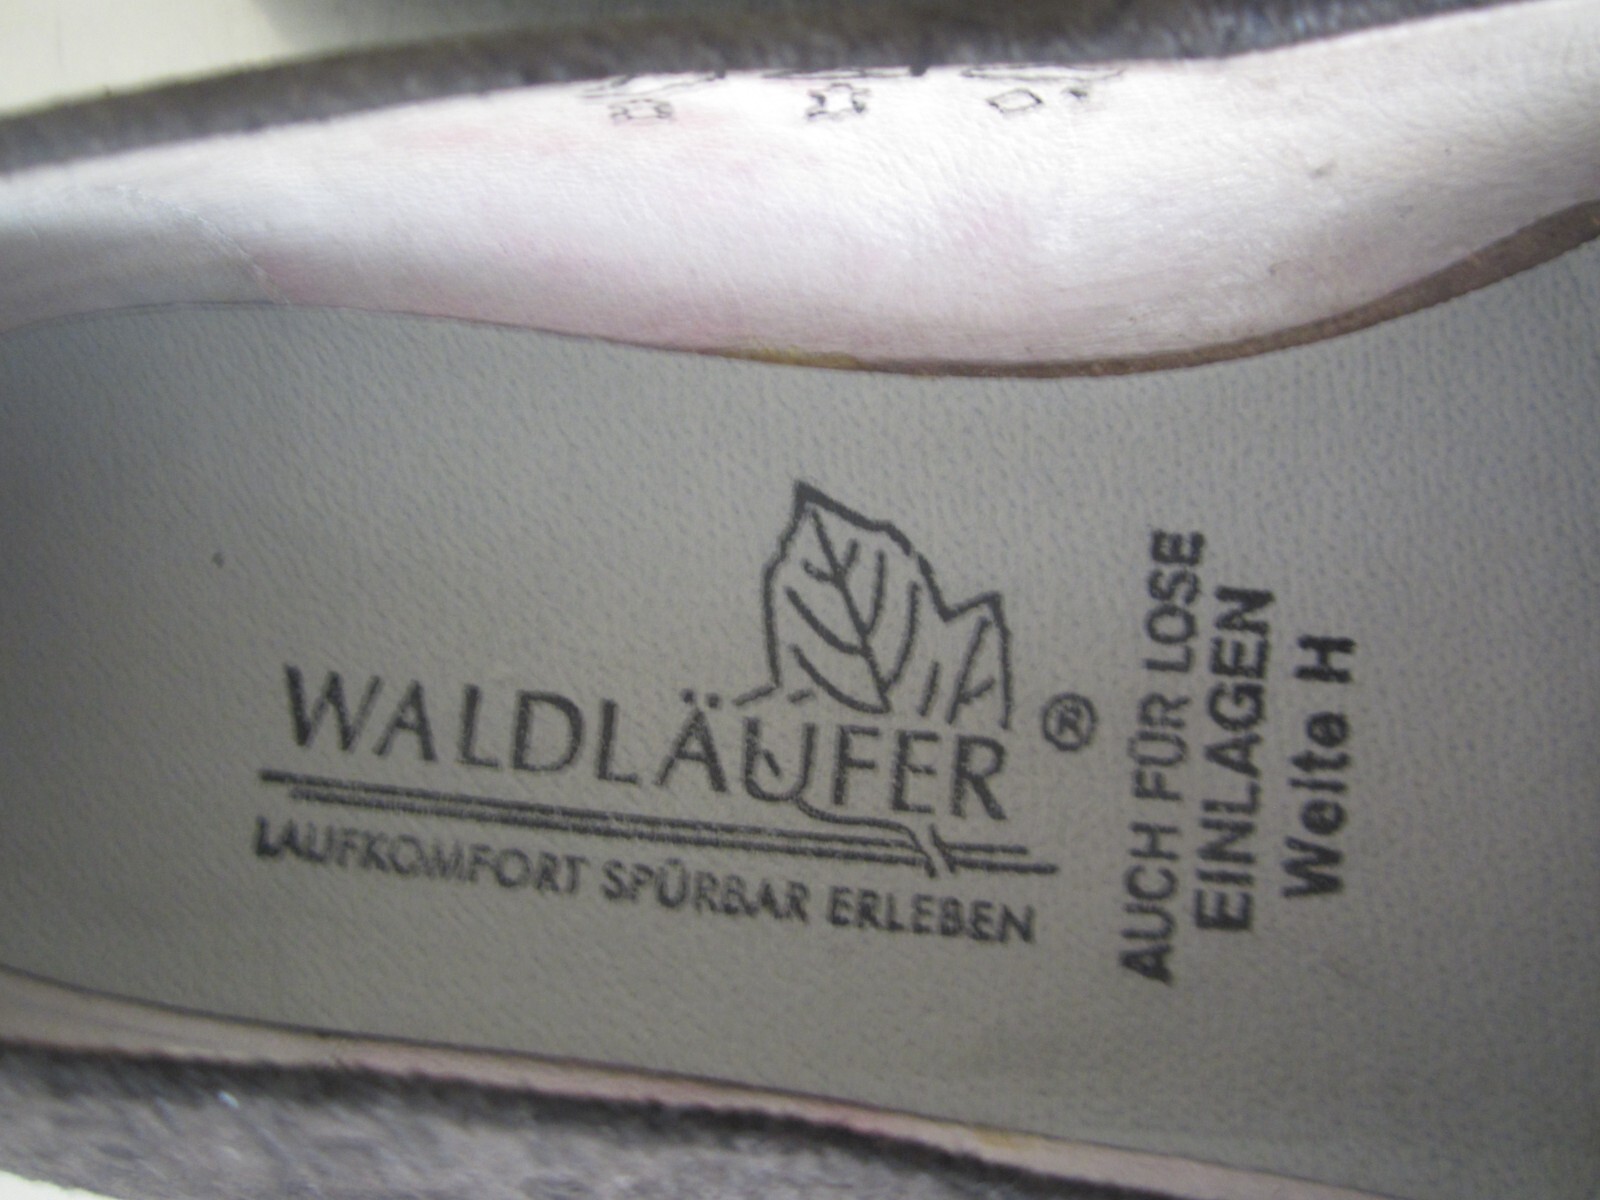 WALDLÄUFER ®
LAUFKOMFORT SPÜRBAR ERLEBEN
AUCH FÜR LOSE
EINLAGEN
Weite H